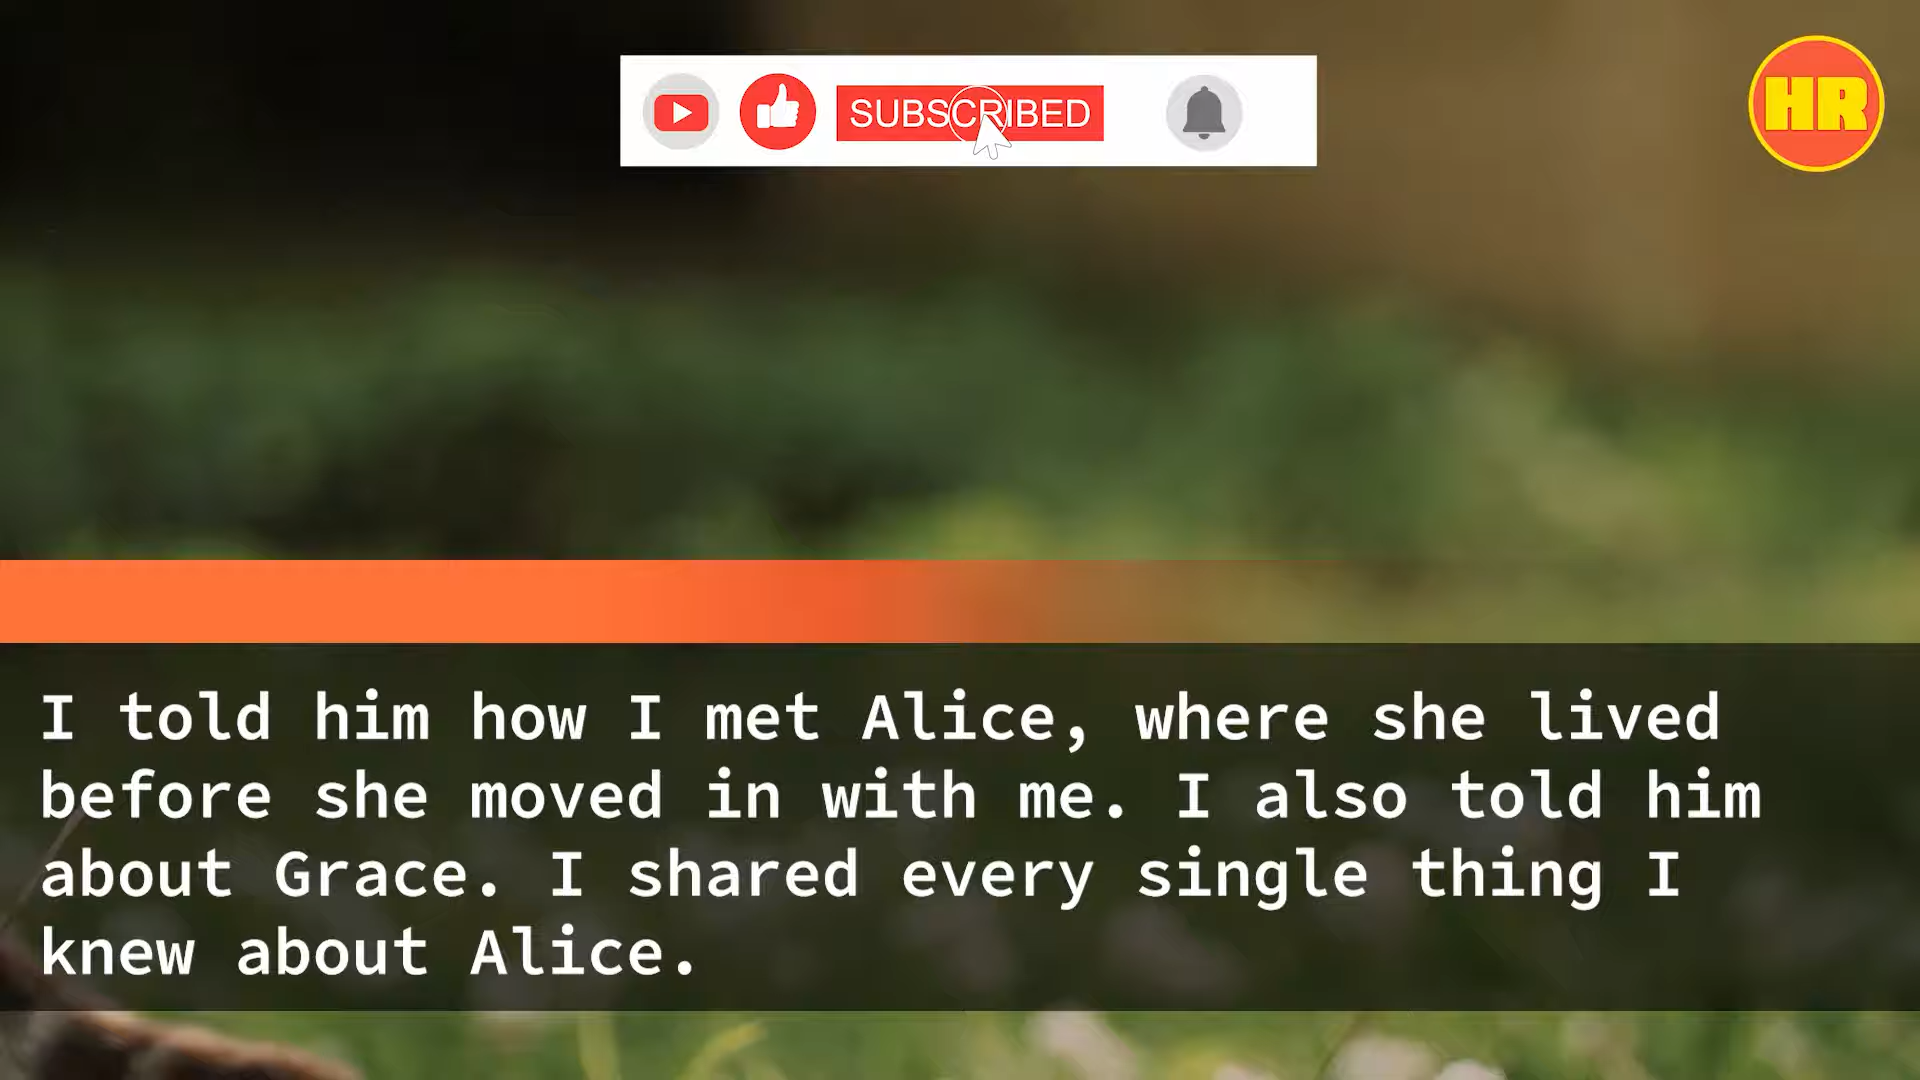 SUBSCRIBED
HR
I told him how I met Alice, where she lived
before she moved in with me. I also told him
about Grace. I shared every single thing I
knew about Alice.